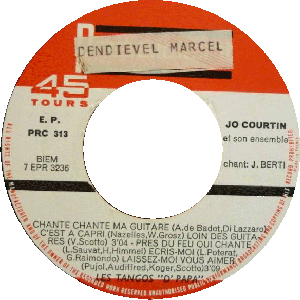 DENDIEVEL MARCEL
45
TOURS
E. P.
PRC 313
BIEM
7 EPR 3236
JO COURTIN
et son ensemble
chant: J. BERTI
CHANTE CHANTE MA GUITARE (A.de Badet, Di Lazzaro)
C'EST A CAPRI (Nazelles, W.Grosz) LOIN DES GUITA-
RES (V.Scotto) 3'04 - PRES DU FEU QUI CHANTE
(L.Sauvat, H.Himmel) ECRIS-MOI (L.Poterat,
G.Raimondo) LAISSEZ-MOI VOUS AIMER
(Pujol, Audiffred, Koger, Scotto) 3'09
LES TANGOS "D' PAPA"